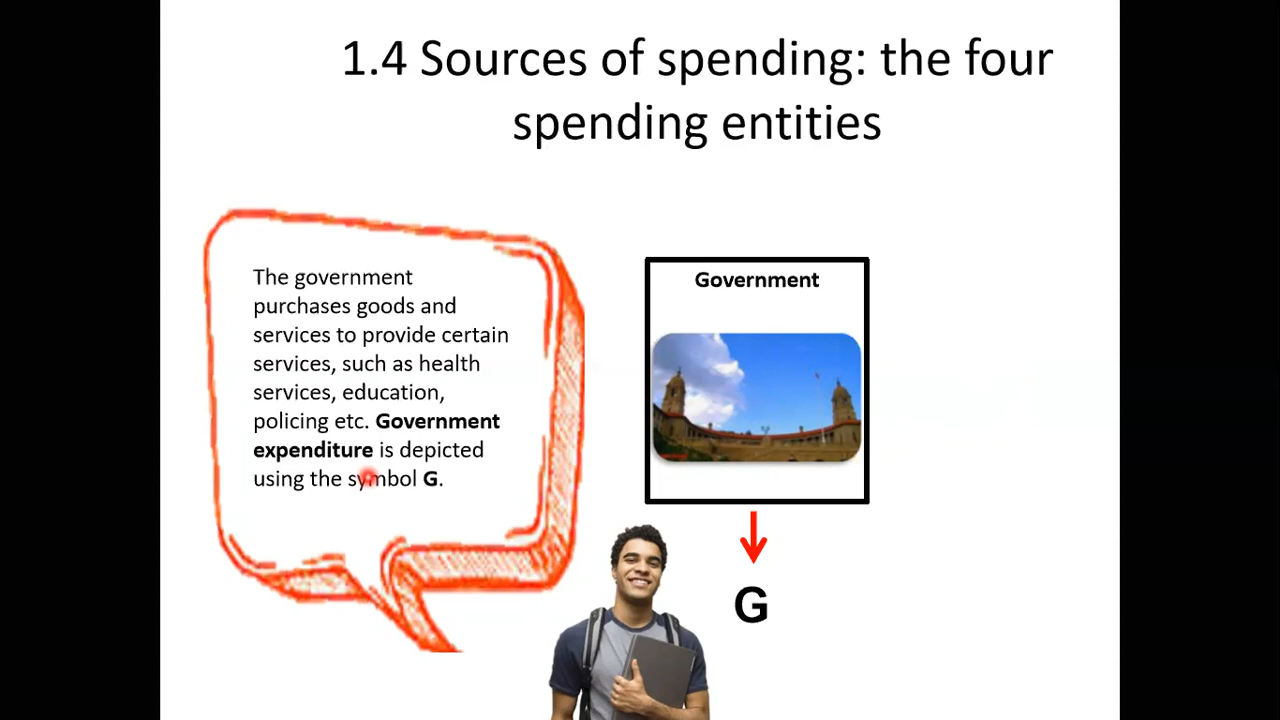 1.4 Sources of spending: the four
spending entities
The government
purchases goods and
services to provide certain
services, such as health
services, education,
policing etc. Government
expenditure is depicted
using the symbol G.
Government
G